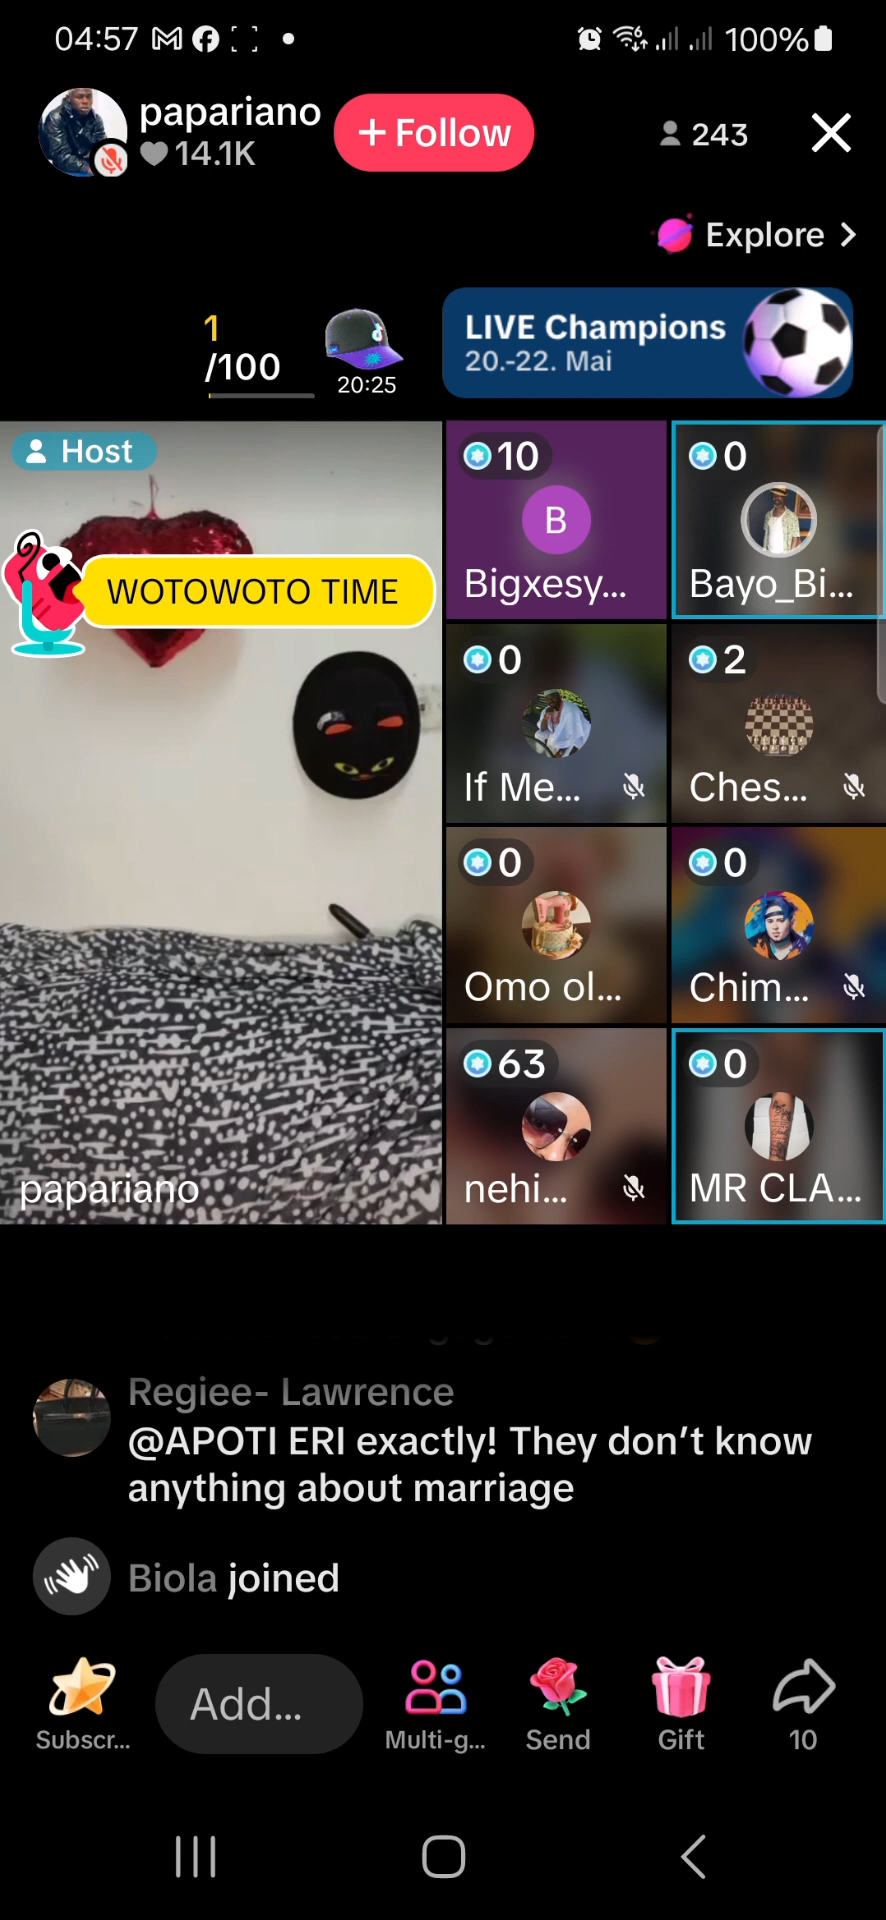 04:57
100%
papariano
14.1K
+ Follow
243
Explore
1
/100
20:25
LIVE Champions
20.-22. Mai
Host
WOTOWOTO TIME
papariano
10
B
Bigxesy...
0
Bayo_Bi...
0
If Me...
2
Ches...
0
Omo ol...
0
Chim...
63
nehi...
0
MR CLA...
Regiee- Lawrence
@APOTI ERI exactly! They don't know
anything about marriage
Biola joined
Add...
Subscr...
Multi-g...
Send
Gift
10